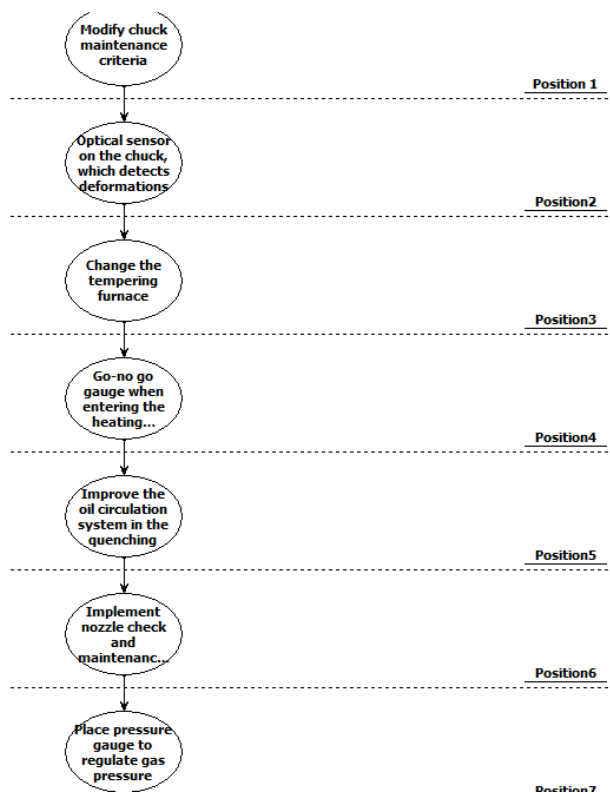 Modify chuck
maintenance
criteria
Position 1
Optical sensor
on the chuck,
which detects
deformations
Position2
Change the
tempering
furnace
Position3
Go-no go
gauge when
entering the
heating...
Position4
Improve the
oil circulation
system in the
quenching
Position5
Implement
nozzle check
and
maintenanc...
Position6
Place pressure
gauge to
regulate gas
pressure
Position7